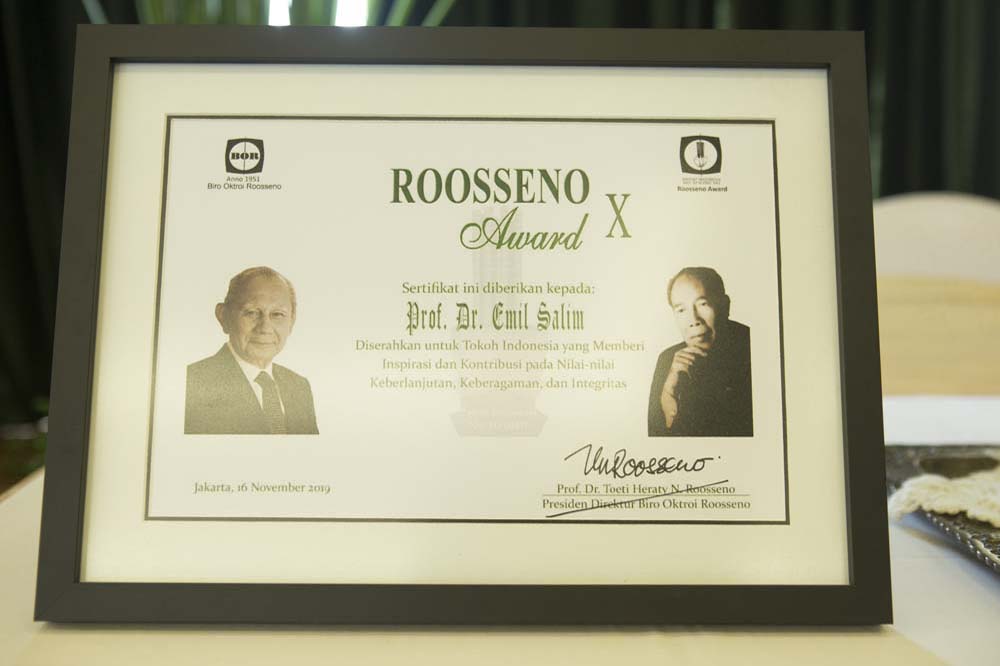 BOR
Anno 1951
Biro Oktroi Roosseno
Roosseno Award
ROOSSENO
Award X
Sertifikat ini diberikan kepada:
Prof. Dr. Emil Salim
Diserahkan untuk Tokoh Indonesia yang Memberi
Inspirasi dan Kontribusi pada Nilai-nilai
Keberlanjutan, Keberagaman, dan Integritas
Jakarta, 16 November 2019
Prof. Dr. Toeti Heraty N. Roosseno
Presiden Direktur Biro Oktroi Roosseno